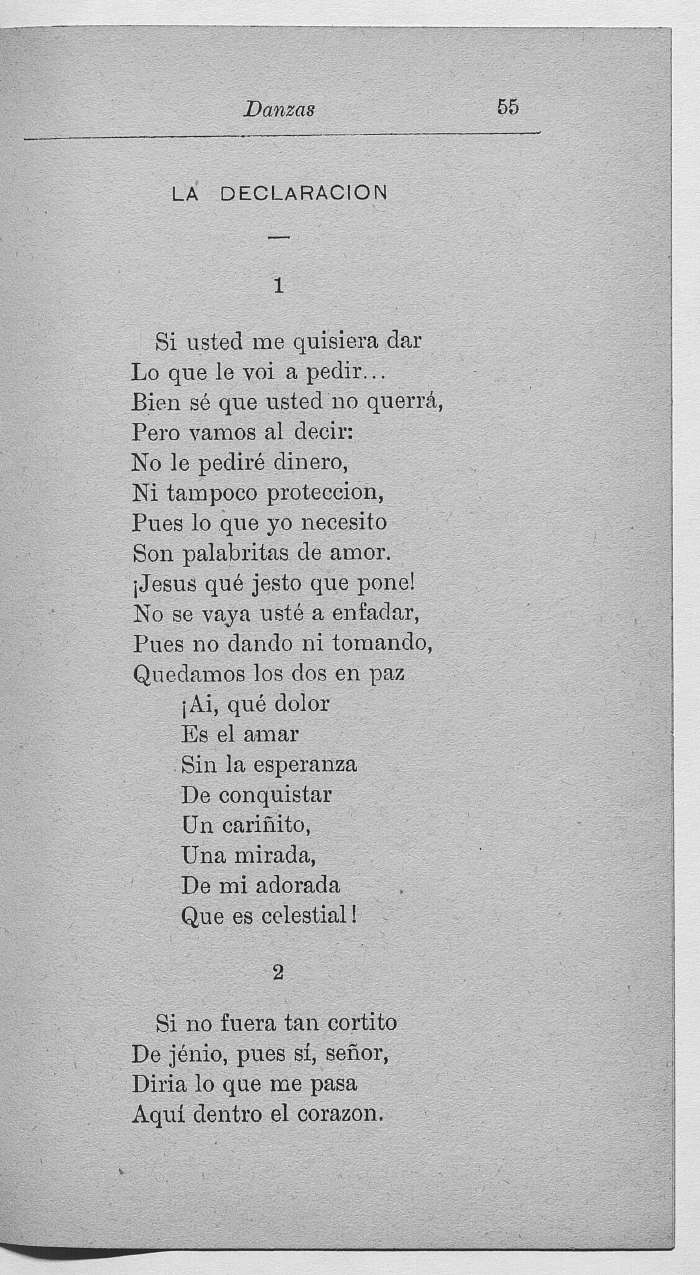 Danzas 55
LA DECLARACION
—
1
Si usted me quisiera dar
Lo que le voi a pedir...
Bien sé que usted no querrá,
Pero vamos al decir:
No le pediré dinero,
Ni tampoco proteccion,
Pues lo que yo necesito
Son palabritas de amor.
¡Jesus qué jesto que pone!
No se vaya usté a enfadar,
Pues no dando ni tomando,
Quedamos los dos en paz
¡Ai, qué dolor
Es el amar
Sin la esperanza
De conquistar
Un cariñito,
Una mirada,
De mi adorada
Que es celestial!
2
Si no fuera tan cortito
De jénio, pues sí, señor,
Diria lo que me pasa
Aquí dentro el corazon.